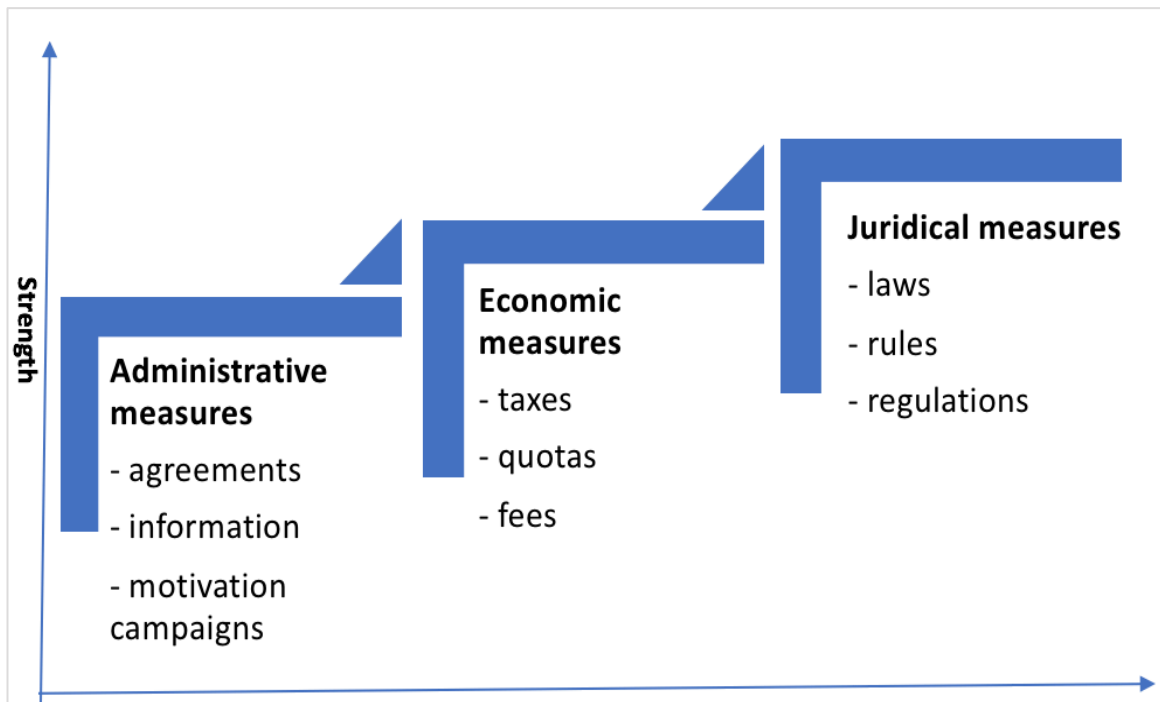 Strength
Administrative
measures
- agreements
- information
- motivation
campaigns
Economic
measures
- taxes
- quotas
- fees
Juridical measures
- laws
- rules
- regulations